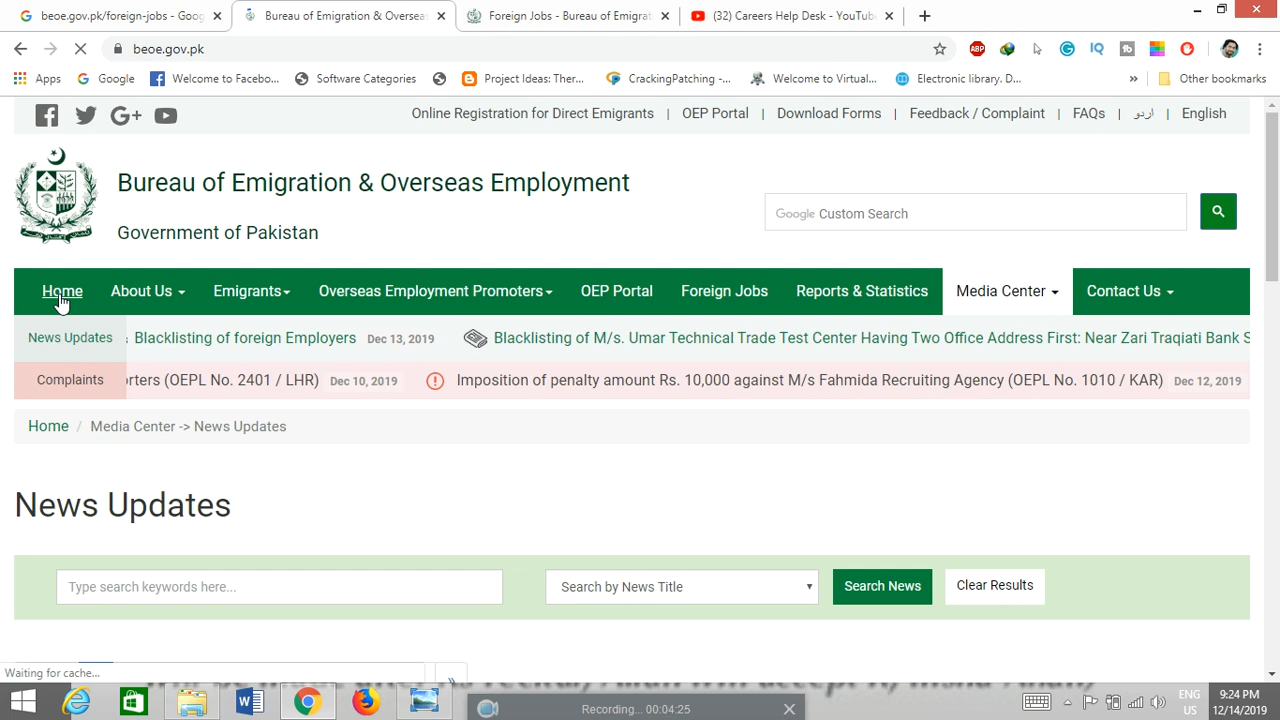 beoe.gov.pk/foreign-jobs - Goog
Bureau of Emigration & Overseas
Foreign Jobs - Bureau of Emigrat
(32) Careers Help Desk - YouTube
beoe.gov.pk
ABP
IQ
Apps
Google
Welcome to Facebo...
Software Categories
Project Ideas: Ther...
CrackingPatching -...
Welcome to Virtual...
Electronic library. D...
»
Other bookmarks
Online Registration for Direct Emigrants | OEP Portal | Download Forms | Feedback / Complaint | FAQs | اردو | English
Bureau of Emigration & Overseas Employment
Government of Pakistan
Google Custom Search
Home
About Us
Emigrants
Overseas Employment Promoters
OEP Portal
Foreign Jobs
Reports & Statistics
Media Center
Contact Us
News Updates
Blacklisting of foreign Employers Dec 13, 2019
Blacklisting of M/s. Umar Technical Trade Test Center Having Two Office Address First: Near Zari Traqiati Bank S
Complaints
rters (OEPL No. 2401 / LHR) Dec 10, 2019
Imposition of penalty amount Rs. 10,000 against M/s Fahmida Recruiting Agency (OEPL No. 1010 / KAR) Dec 12, 2019
Home / Media Center -> News Updates
News Updates
Type search keywords here...
Search by News Title
Search News
Clear Results
Waiting for cache...
»
Recording... 00:04:25
ENG
US
9:24 PM
12/14/2019